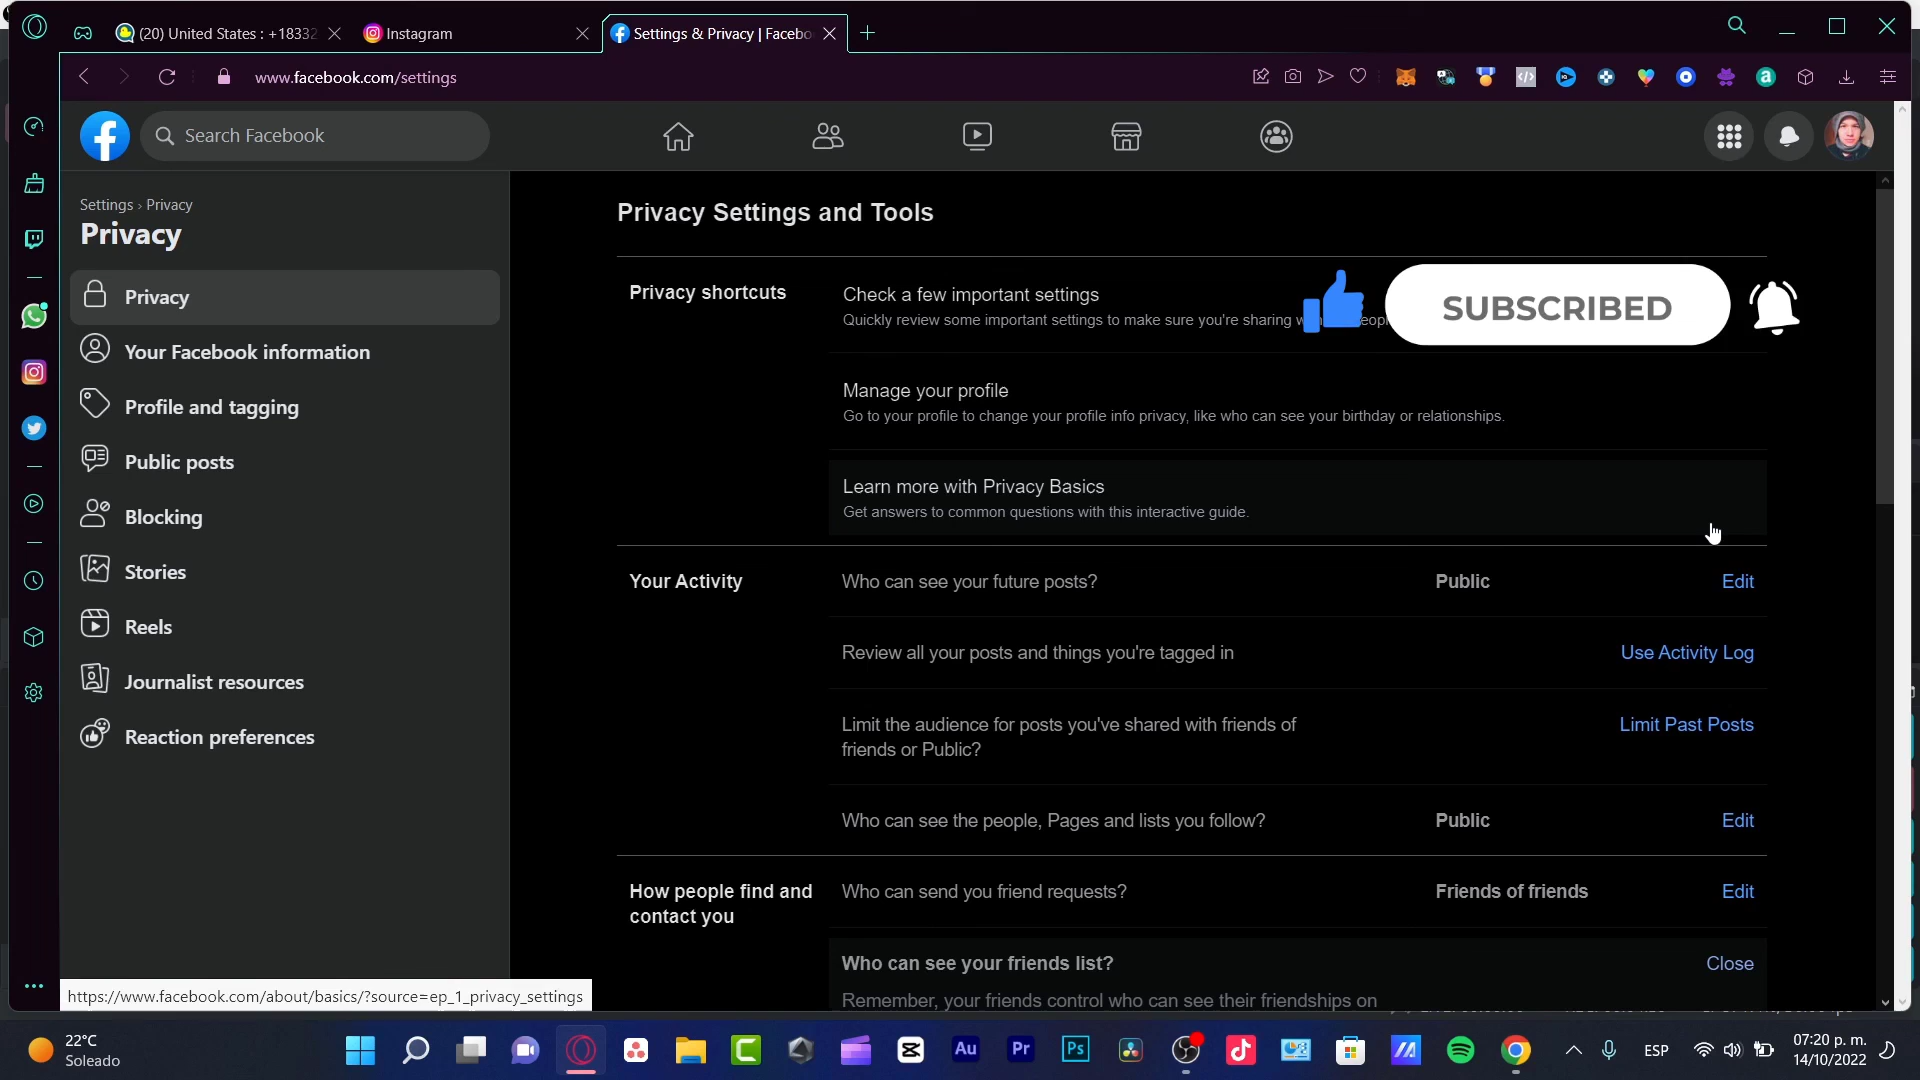 (20) United States : +18332
Instagram
Settings & Privacy | Facebo
www.facebook.com/settings
Search Facebook
Settings › Privacy
Privacy
Privacy
Your Facebook information
Profile and tagging
Public posts
Blocking
Stories
Reels
Journalist resources
Reaction preferences
Privacy Settings and Tools
Privacy shortcuts
Check a few important settings
Quickly review some important settings to make sure you're sharing
SUBSCRIBED
Manage your profile
Go to your profile to change your profile info privacy, like who can see your birthday or relationships.
Learn more with Privacy Basics
Get answers to common questions with this interactive guide.
Your Activity
Who can see your future posts?
Public
Edit
Review all your posts and things you're tagged in
Use Activity Log
Limit the audience for posts you've shared with friends of
friends or Public?
Limit Past Posts
Who can see the people, Pages and lists you follow?
Public
Edit
How people find and
contact you
Who can send you friend requests?
Friends of friends
Edit
Who can see your friends list?
Close
Remember, your friends control who can see their friendships on
https://www.facebook.com/about/basics/?source=ep_1_privacy_settings
22°C
Soleado
Au
Pr
Ps
ESP
07:20 p. m.
14/10/2022